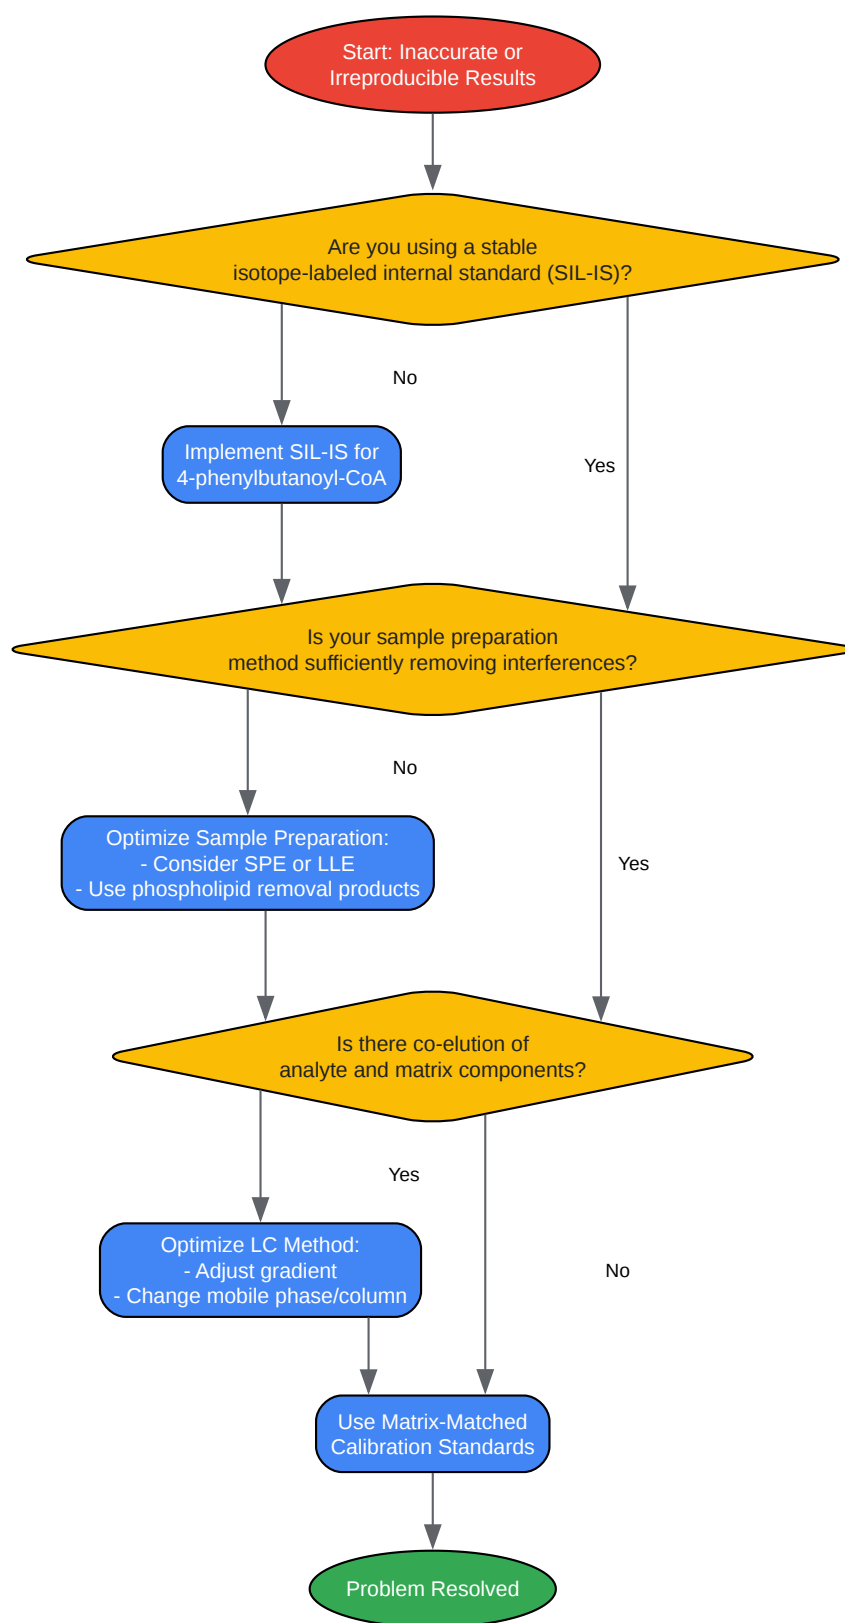 Start: Inaccurate or
Irreproducible Results
Are you using a stable
isotope-labeled internal standard (SIL-IS)?
No
Implement SIL-IS for
4-phenylbutanoyl-CoA
Yes
Is your sample preparation
method sufficiently removing interferences?
No
Optimize Sample Preparation:
- Consider SPE or LLE
- Use phospholipid removal products
Yes
Is there co-elution of
analyte and matrix components?
Yes
Optimize LC Method:
- Adjust gradient
- Change mobile phase/column
No
Use Matrix-Matched
Calibration Standards
Problem Resolved